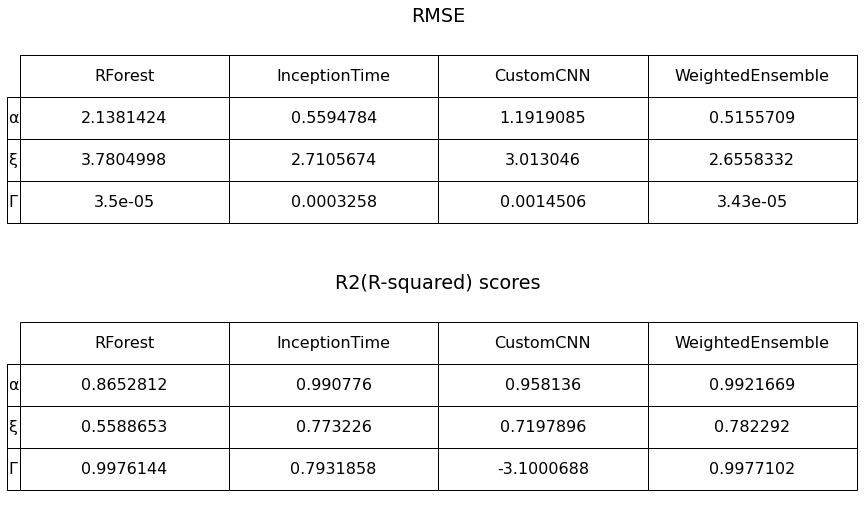 RMSE
RForest InceptionTime CustomCNN WeightedEnsemble
α 2.1381424 0.5594784 1.1919085 0.5155709
ξ 3.7804998 2.7105674 3.013046 2.6558332
Γ 3.5e-05 0.0003258 0.0014506 3.43e-05
R2(R-squared) scores
RForest InceptionTime CustomCNN WeightedEnsemble
α 0.8652812 0.990776 0.958136 0.9921669
ξ 0.5588653 0.773226 0.7197896 0.782292
Γ 0.9976144 0.7931858 -3.1000688 0.9977102